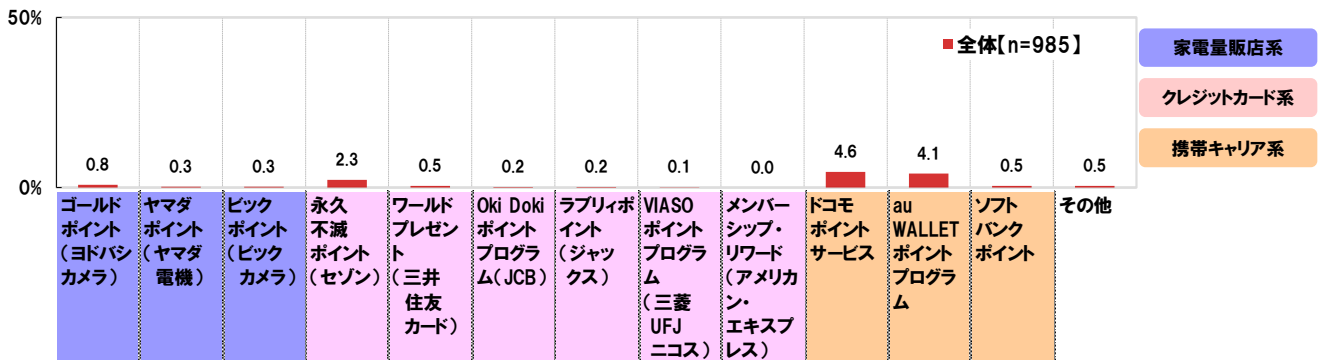 50%
全体【n=985】
家電量販店系
クレジットカード系
携帯キャリア系
0.8
0.3
0.3
2.3
0.5
0.2
0.2
0.1
0.0
4.6
4.1
0.5
0.5
0%
ゴールド
ポイント
(ヨドバシ
カメラ)
ヤマダ
ポイント
(ヤマダ
電機)
ビック
ポイント
(ビック
カメラ)
永久
不滅
ポイント
(セゾン)
ワールド
プレゼン
ト
(三井
住友
カード)
Oki Doki
ポイント
プログラ
ム(JCB)
ラブリィポ
イント
(ジャッ
クス)
VIASO
ポイント
プログラ
ム
(三菱
UFJ
ニコス)
メンバー
シップ・
リワード
(アメリカ
ン・
エキスプ
レス)
ドコモ
ポイント
サービス
au
WALLET
ポイント
プログラ
ム
ソフト
バンク
ポイント
その他